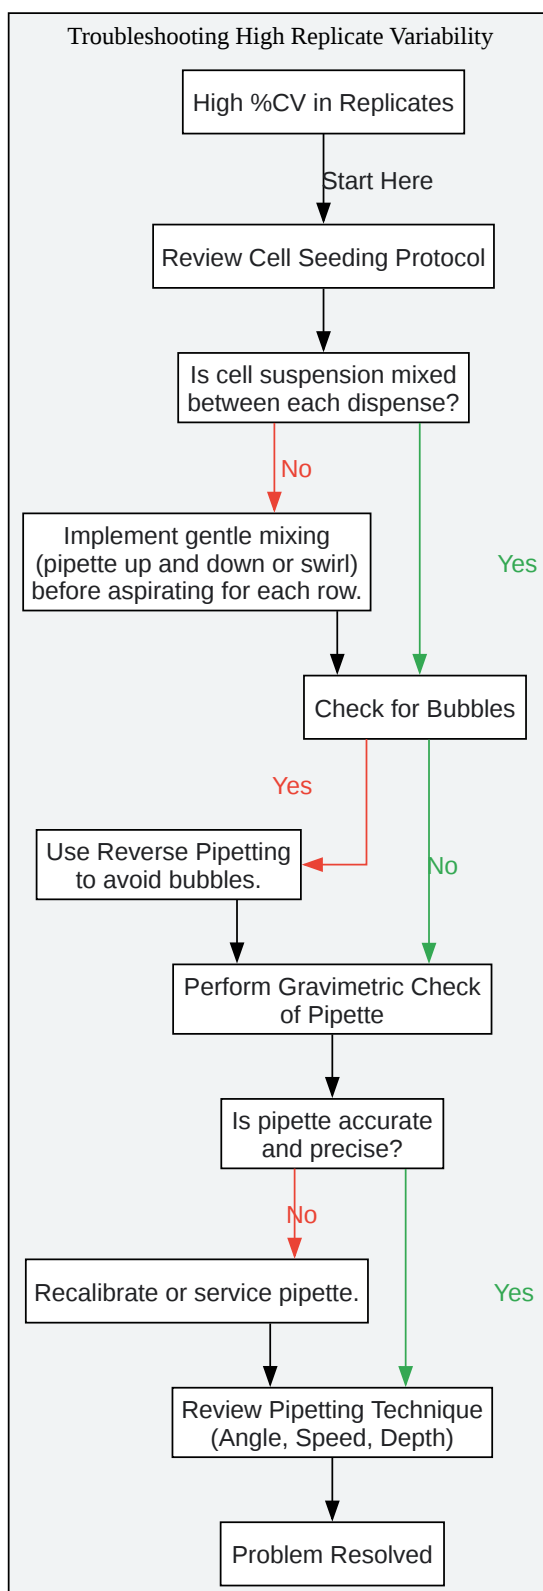 Troubleshooting High Replicate Variability
High %CV in Replicates
Start Here
Review Cell Seeding Protocol
Is cell suspension mixed
between each dispense?
No
Implement gentle mixing
(pipette up and down or swirl)
before aspirating for each row.
Yes
Check for Bubbles
Yes
Use Reverse Pipetting
to avoid bubbles.
No
Perform Gravimetric Check
of Pipette
Is pipette accurate
and precise?
No
Recalibrate or service pipette.
Yes
Review Pipetting Technique
(Angle, Speed, Depth)
Problem Resolved